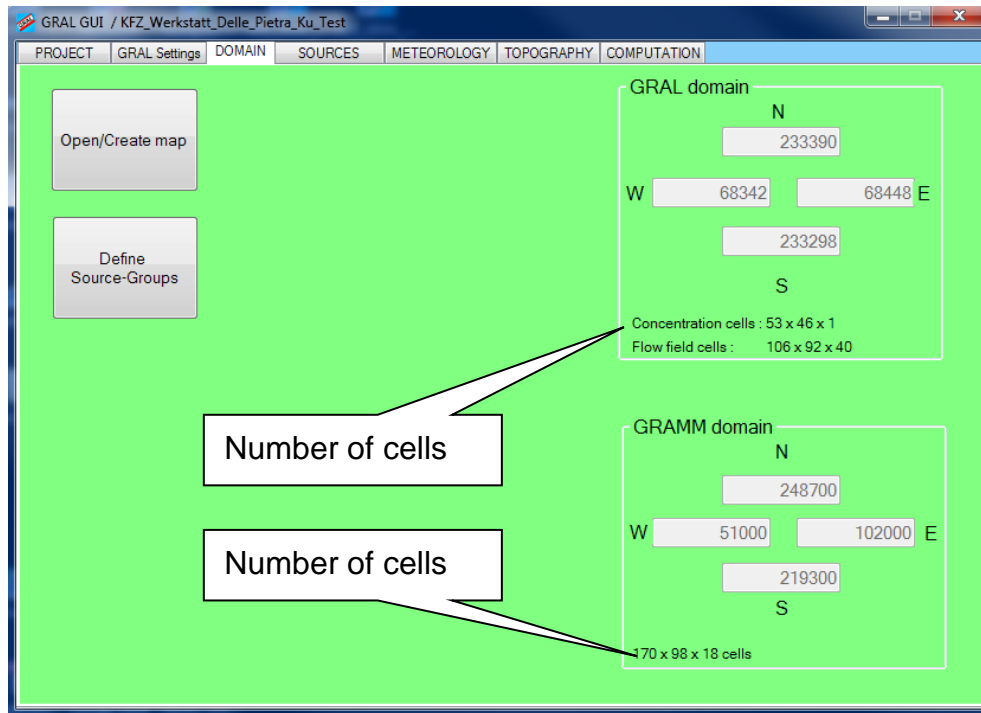 GRAL GUI / KFZ_Werkstatt_Delle_Pietra_Ku_Test
PROJECT GRAL Settings DOMAIN SOURCES METEOROLOGY TOPOGRAPHY COMPUTATION
Open/Create map
Define
Source-Groups
GRAL domain
N
233390
W 68342 68448 E
233298
S
Concentration cells : 53 x 46 x 1
Flow field cells : 106 x 92 x 40
Number of cells
GRAMM domain
N
248700
W 51000 102000 E
219300
S
170 x 98 x 18 cells
Number of cells